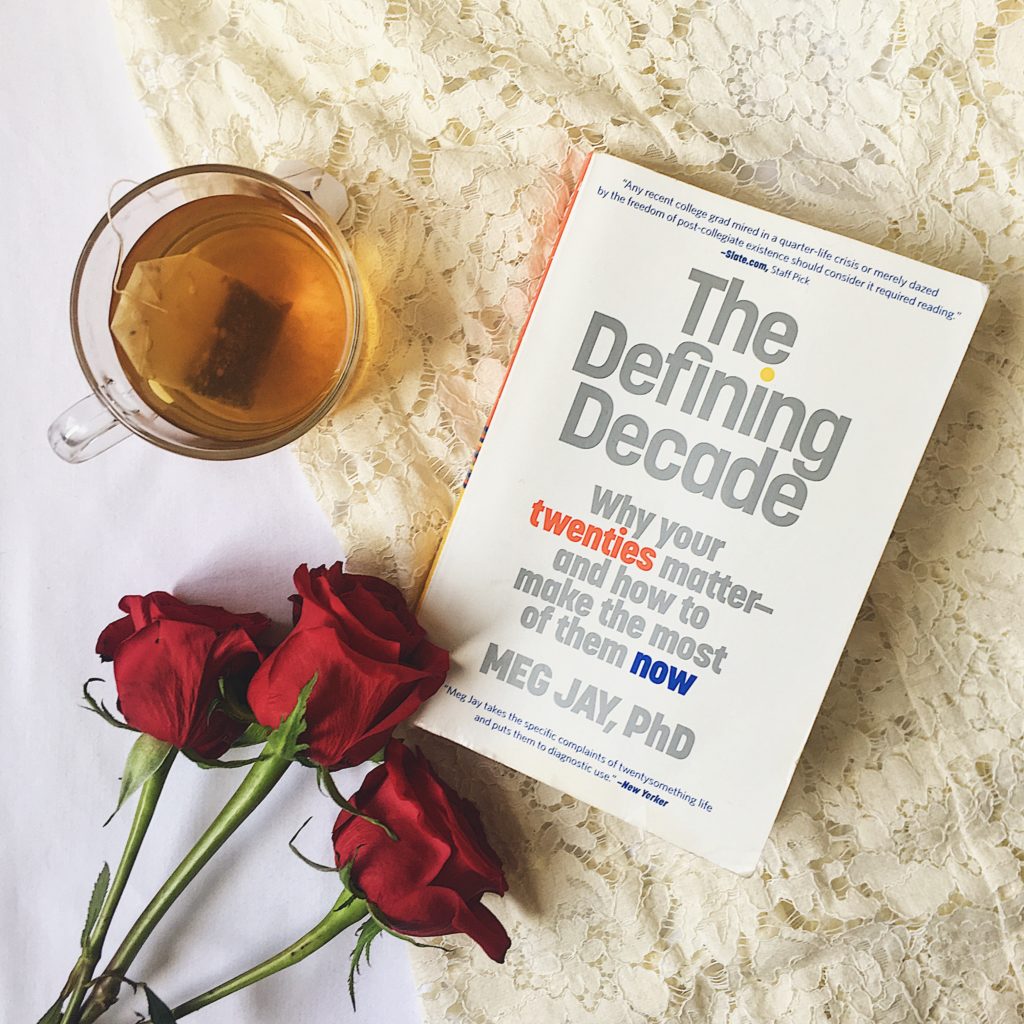 “Any recent college grad mired in a quarter-life crisis or merely dazed
by the freedom of post-collegiate existence should consider it required reading.”
–Slate.com, Staff Pick
The
Defining
Decade
Why your
twenties matter–
and how to
make the most
of them now
MEG JAY, PhD
“Meg Jay takes the specific complaints of twentysomething life
and puts them to diagnostic use.” –New Yorker